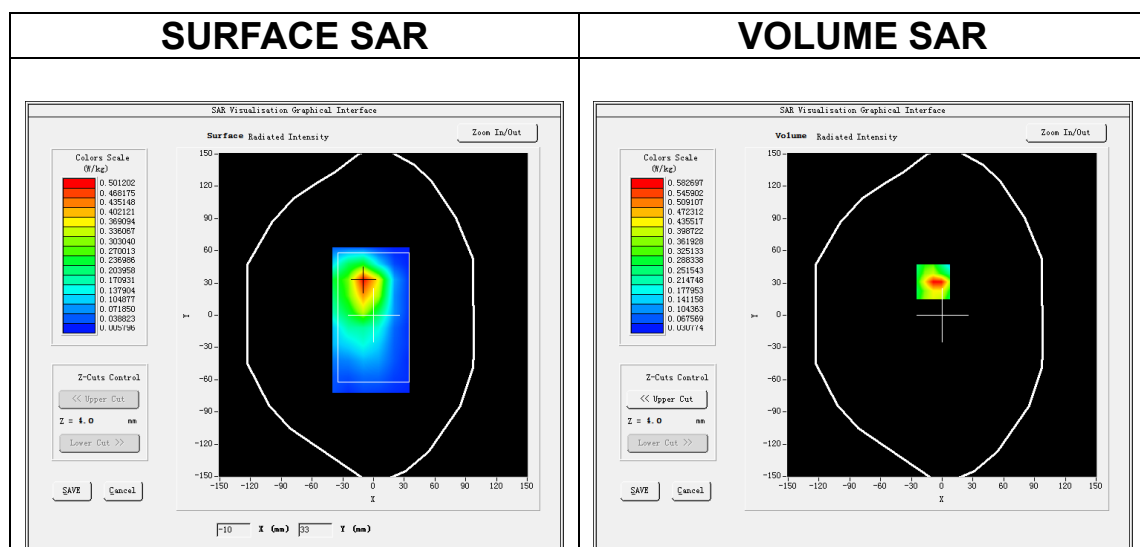 SURFACE SAR
VOLUME SAR
SAR Visualisation Graphical Interface
Surface Radiated Intensity
Zoom In/Out
Colors Scale
(W/kg)
0.501202
0.468175
0.435148
0.402121
0.369094
0.336067
0.303040
0.270013
0.236986
0.203958
0.170931
0.137904
0.104877
0.071850
0.038823
0.005796
Z-Cuts Control
<< Upper Cut
Z = 4.0 mm
Lower Cut >>
SAVE Cancel
150
120
90
60
30
0
-30
-60
-90
-120
-150
Y
-150 -120 -90 -60 -30 0 30 60 90 120 150
X
-10 X (mm) 33 Y (mm)
SAR Visualisation Graphical Interface
Volume Radiated Intensity
Zoom In/Out
Colors Scale
(W/kg)
0.582697
0.545902
0.509107
0.472312
0.435517
0.398722
0.361928
0.325133
0.288338
0.251543
0.214748
0.177953
0.141158
0.104363
0.067569
0.030774
Z-Cuts Control
<< Upper Cut
Z = 4.0 mm
Lower Cut >>
SAVE Cancel
150
120
90
60
30
0
-30
-60
-90
-120
-150
Y
-150 -120 -90 -60 -30 0 30 60 90 120 150
X